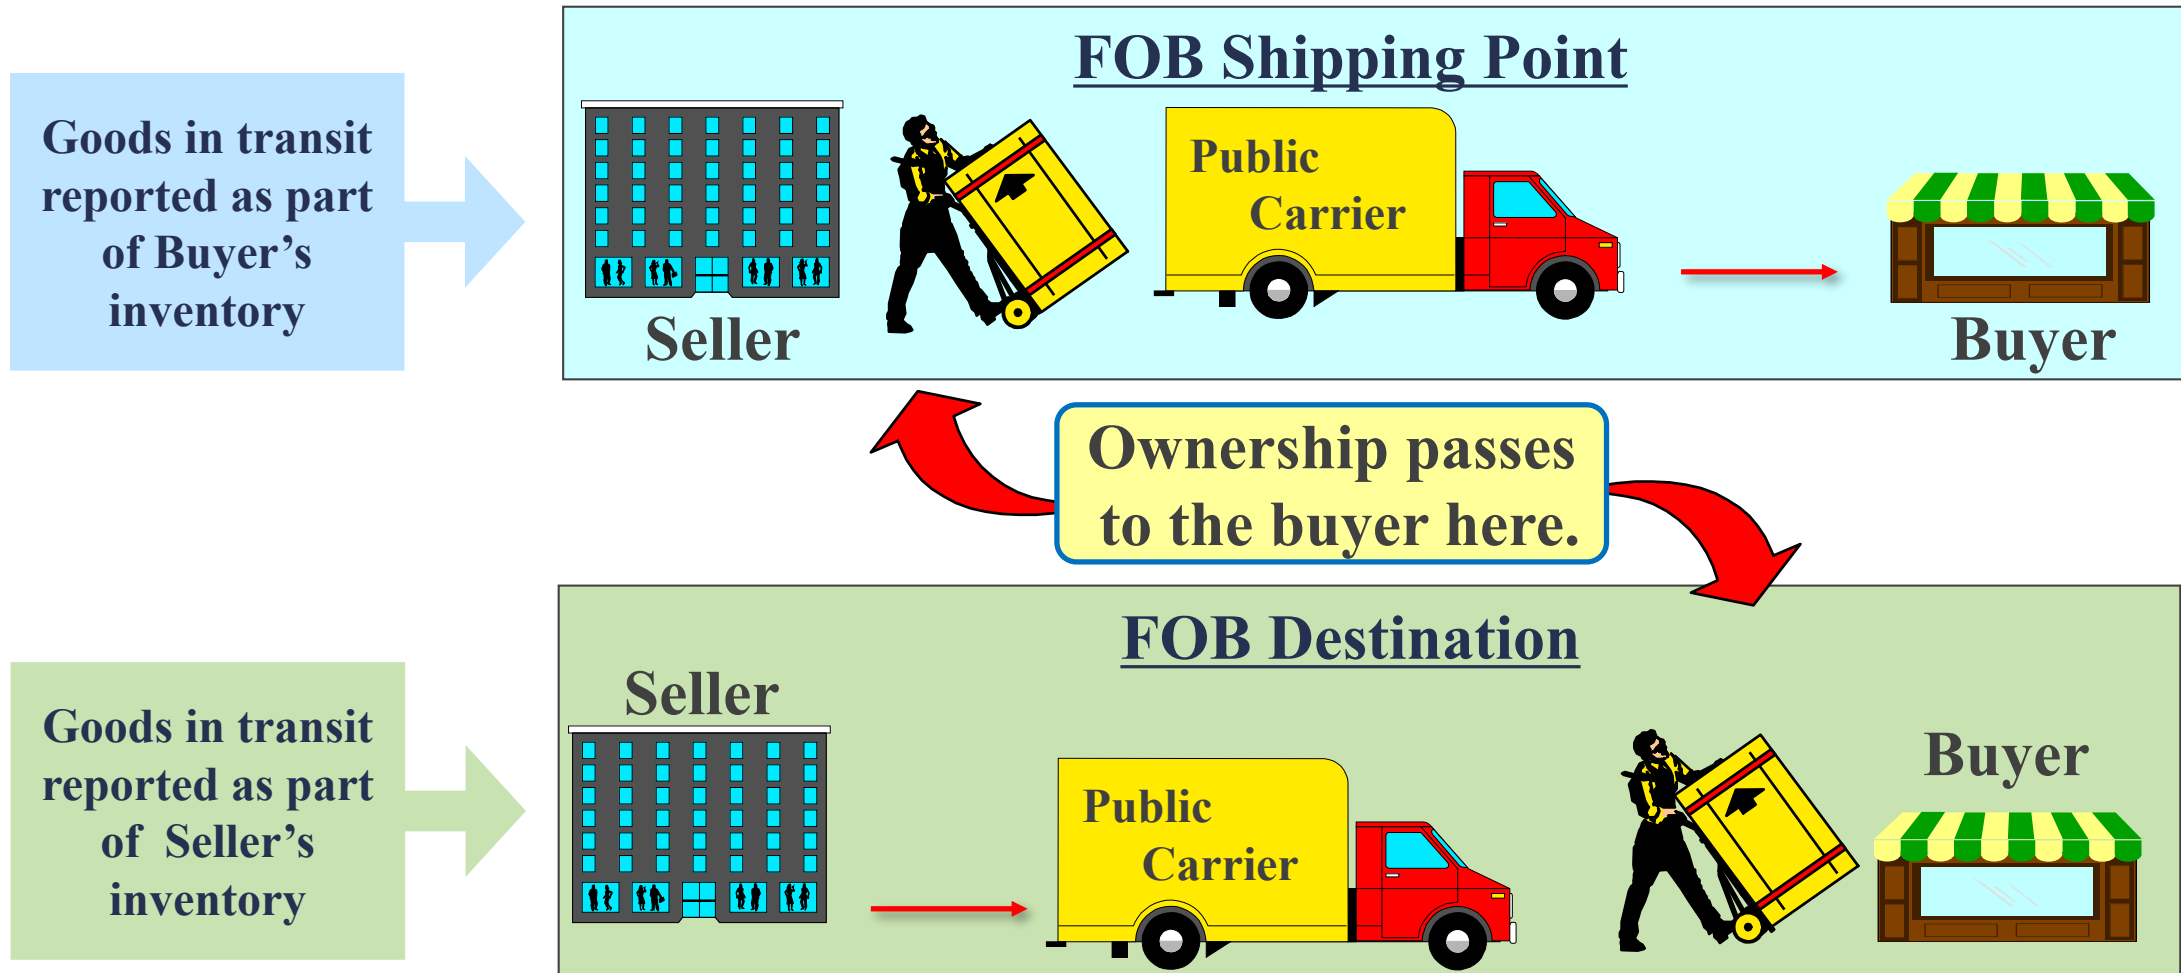 FOB Shipping Point
Goods in transit
reported as part
of Buyer’s
inventory
Public
Carrier
Seller
Buyer
Ownership passes
to the buyer here.
FOB Destination
Goods in transit
reported as part
of Seller’s
inventory
Seller
Public
Carrier
Buyer